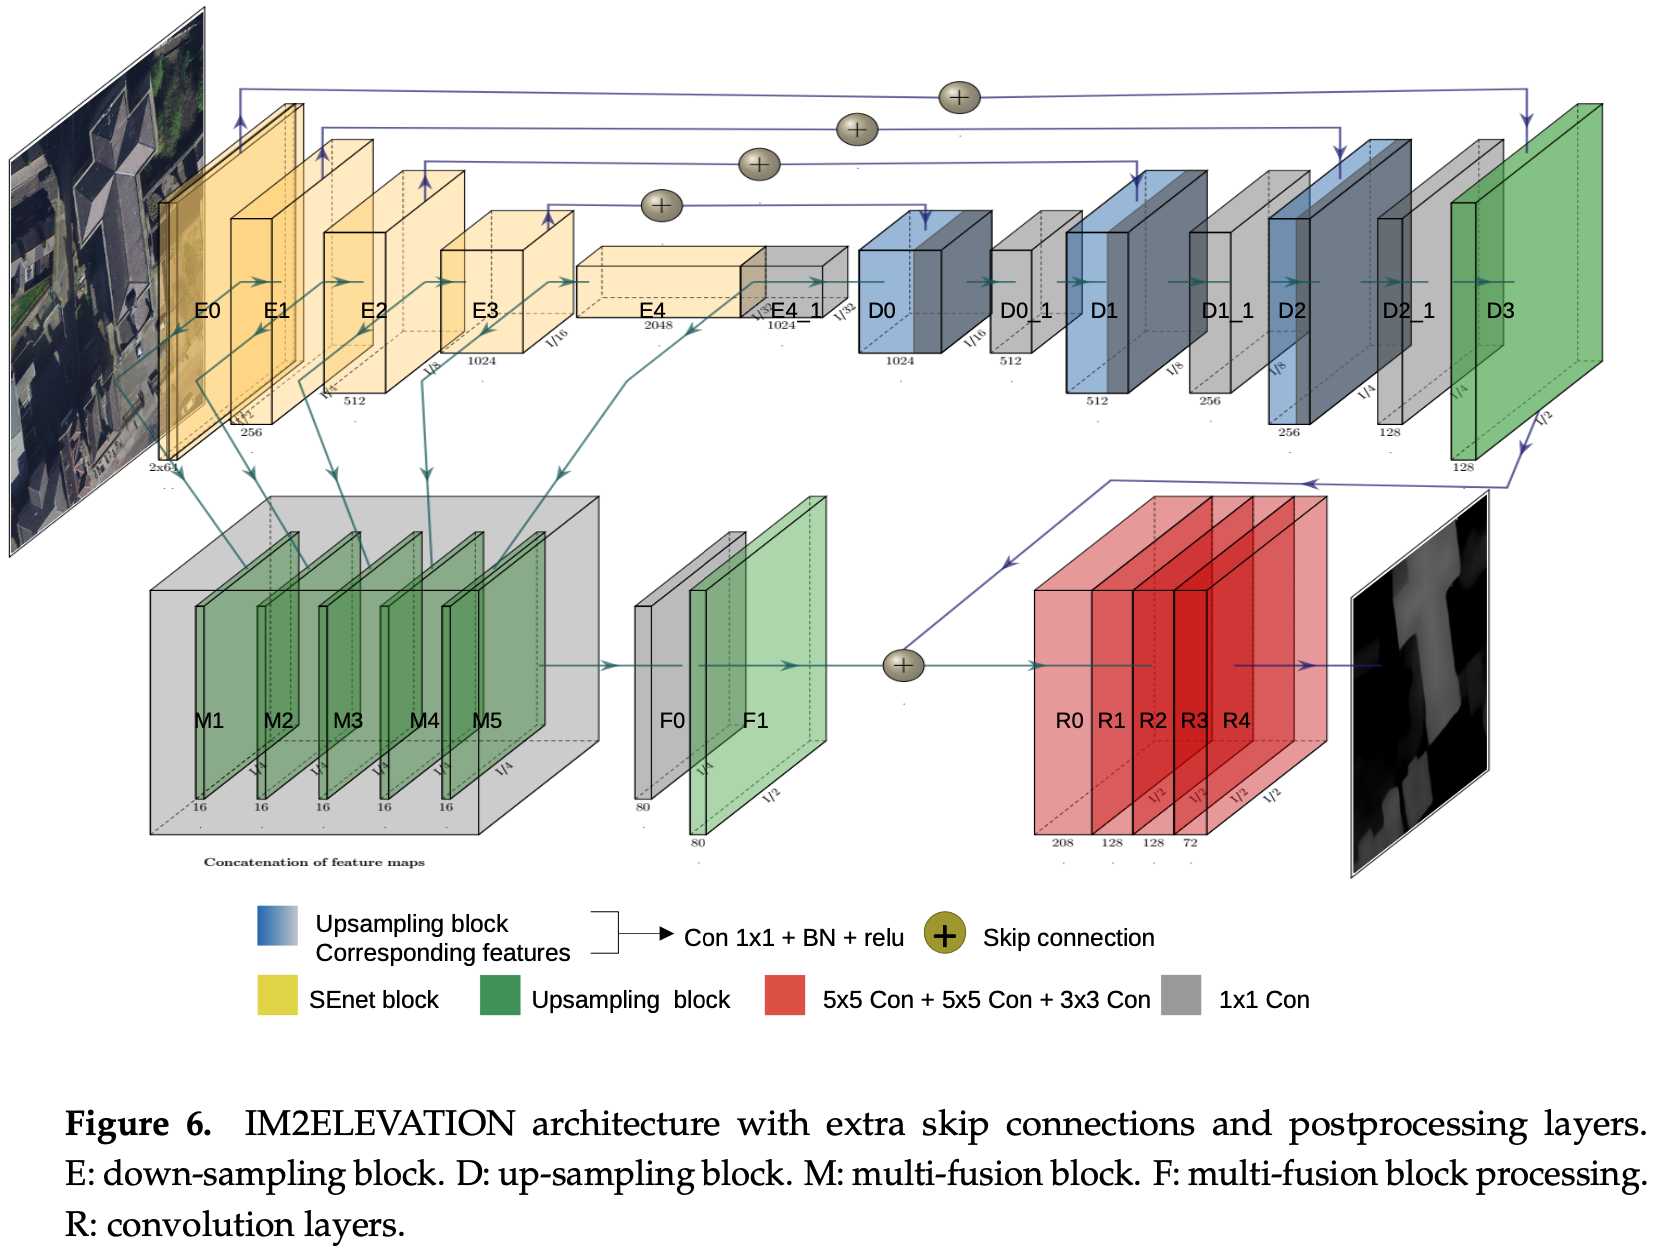 E0 E1 E2 E3 E4 E4_1 D0 D0_1 D1 D1_1 D2 D2_1 D3
2x64 1/2 256 1/4 512 1/8 1024 1/16 2048 1/32 1024 1/32 1024 1/16 512 512 1/8 256 1/8 256 1/4 128 1/4 128 1/2
M1 M2 M3 M4 M5 F0 F1 R0 R1 R2 R3 R4
16 1/4 16 1/4 16 1/4 16 1/4 16 1/4 80 1/4 80 1/2 208 1/2 128 1/2 128 1/2 72 1/2
Concatenation of feature maps
Upsampling block
Corresponding features
Con 1x1 + BN + relu
+ Skip connection
SEnet block Upsampling block 5x5 Con + 5x5 Con + 3x3 Con 1x1 Con
Figure 6. IM2ELEVATION architecture with extra skip connections and postprocessing layers.
E: down-sampling block. D: up-sampling block. M: multi-fusion block. F: multi-fusion block processing.
R: convolution layers.